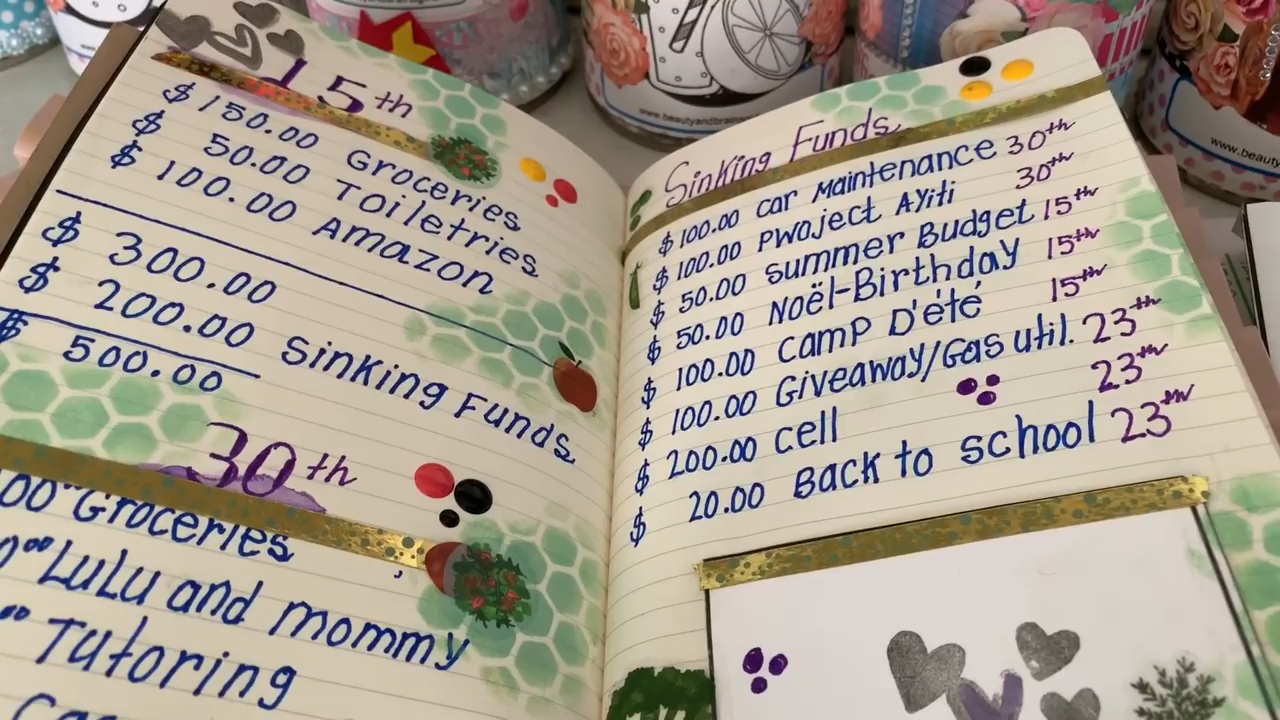 15th
$150.00 Groceries
$ 50.00 Toiletries
$ 100.00 Amazon
$ 300.00
$ 200.00 Sinking Funds
$ 500.00
30th
Groceries
Lulu and mommy
Tutoring
Sinking Funds
$100.00 car Maintenance 30th
$100.00 Pwoject Ayiti 30th
$ 50.00 Summer Budget 15th
$ 50.00 Noël-Birthday 15th
$ 100.00 Camp D'été 15th
$ 100.00 Giveaway/Gas util. 23th
$ 200.00 Cell 23th
$ 20.00 Back to school 23th